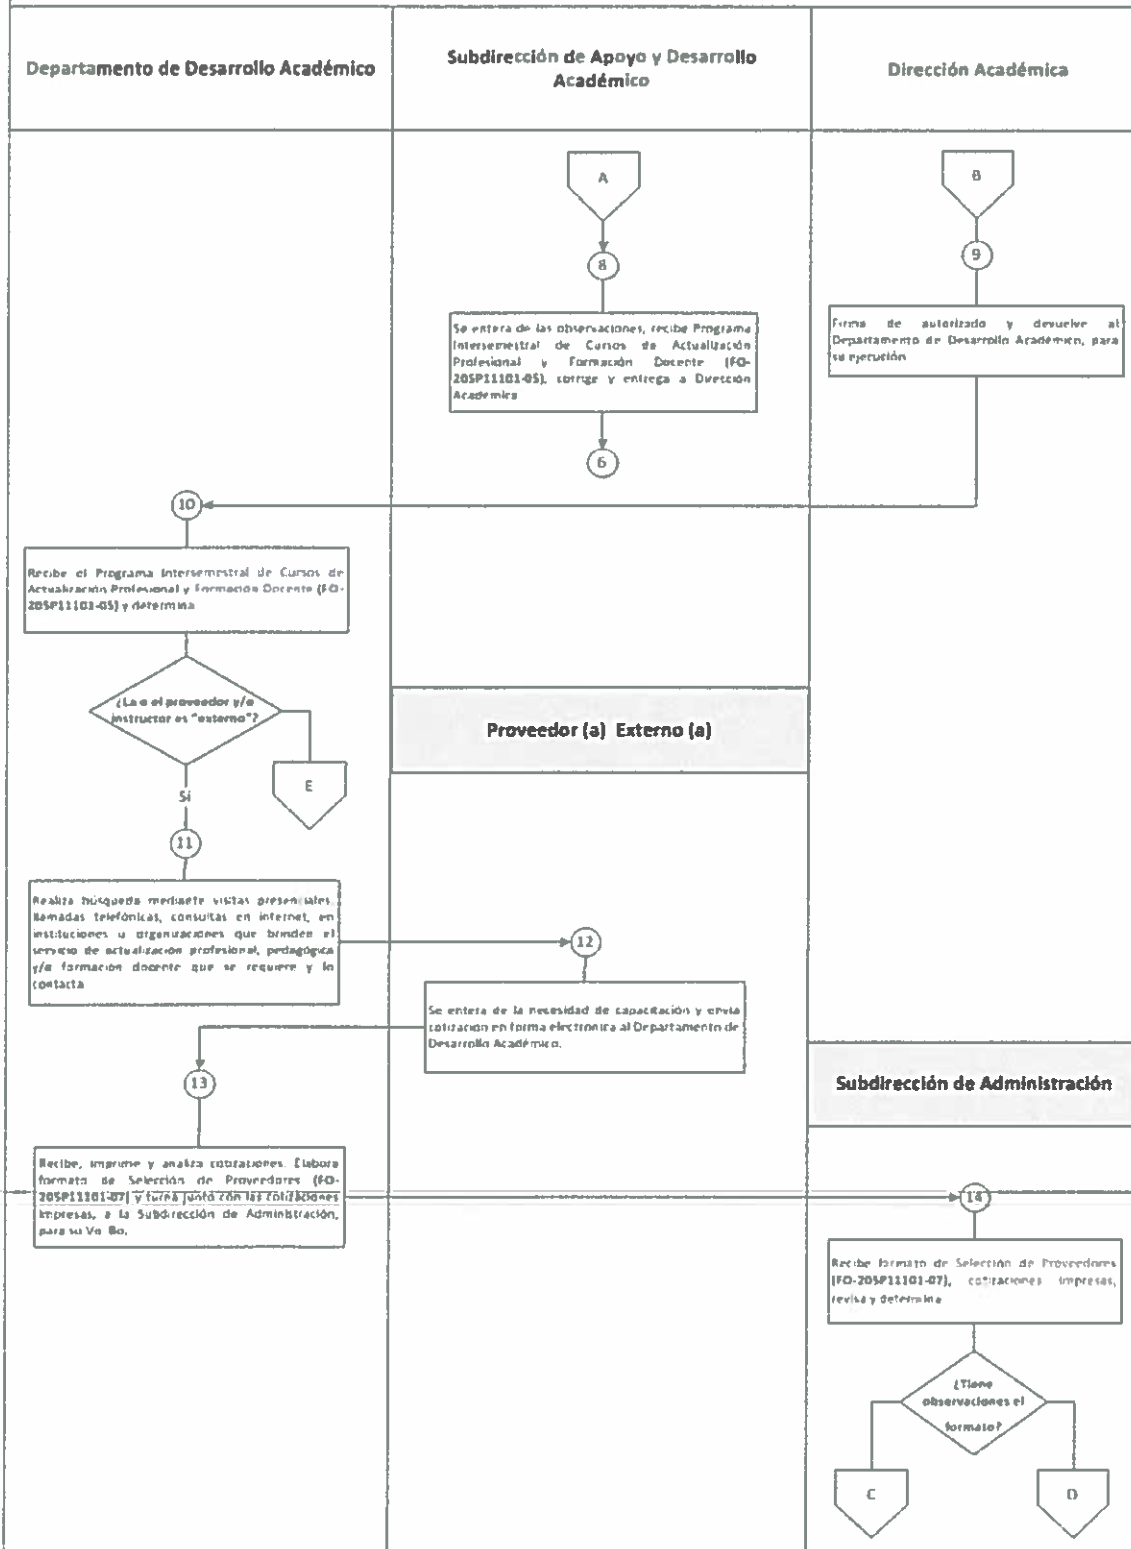 Departamento de Desarrollo Académico
Subdirección de Apoyo y Desarrollo
Académico
Dirección Académica
A
B
8
9
Se entera de las observaciones, recibe Programa
Intersemestral de Cursos de Actualización
Profesional y Formación Docente (FO-
205P11101-05), corrige y entrega a Dirección
Académica
Firma de autorizado y devuelve al
Departamento de Desarrollo Académico, para
su ejecución
6
10
Recibe el Programa Intersemestral de Cursos de
Actualización Profesional y Formación Docente (FO-
205P11101-05) y determina
¿La o el proveedor y/o
instructor es "externo"?
Proveedor (a) Externo (a)
E
Sí
11
Realiza búsqueda mediante visitas presenciales,
llamadas telefónicas, consultas en internet, en
instituciones u organizaciones que brinden el
servicio de actualización profesional, pedagógica
y/o formación docente que se requiere y lo
contacta
12
Se entera de la necesidad de capacitación y envía
cotización en forma electrónica al Departamento de
Desarrollo Académico.
13
Subdirección de Administración
Recibe, imprime y analiza cotizaciones. Elabora
formato de Selección de Proveedores (FO-
205P11101-07) y turna junto con las cotizaciones
impresas, a la Subdirección de Administración,
para su Vo. Bo.
14
Recibe formato de Selección de Proveedores
(FO-205P11101-07), cotizaciones impresas,
revisa y determina
¿Tiene
observaciones el
formato?
C
D